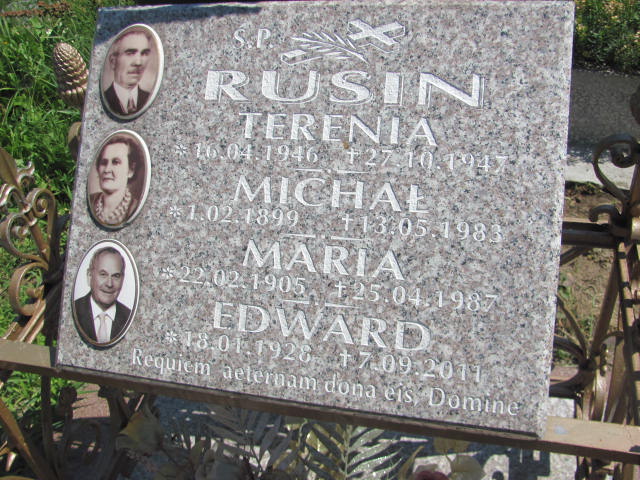 Ś.P.
RUSIN
TERENIA
*16.04.1946 +27.10.1947
MICHAŁ
*1.02.1899 +13.05.1983
MARIA
*22.02.1905 +25.04.1987
EDWARD
*18.01.1928 +7.09.2011
Requiem aeternam dona eis, Domine